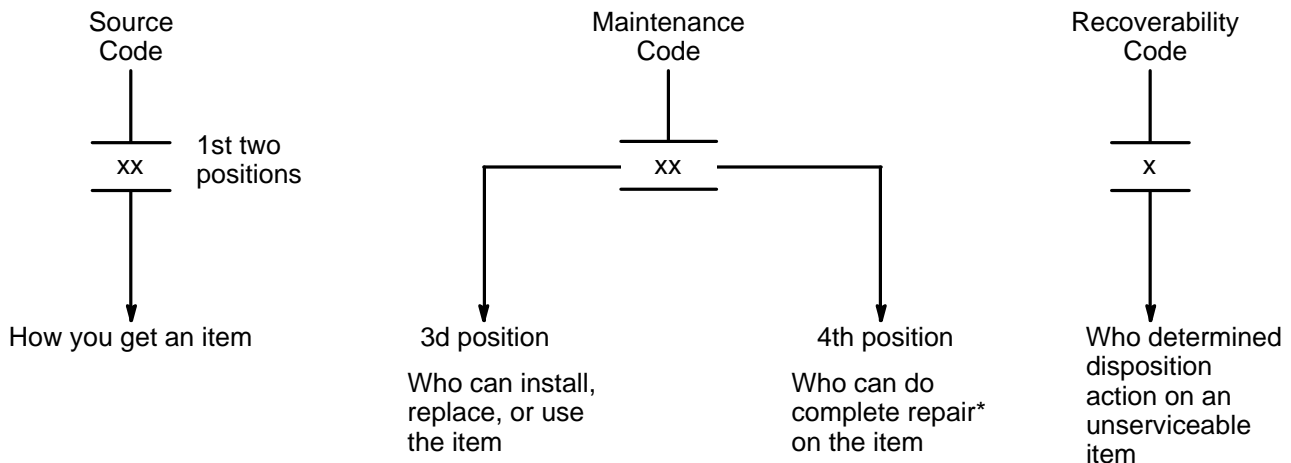 Source
Code
xx
1st two
positions
How you get an item
Maintenance
Code
xx
3d position
Who can install,
replace, or use
the item
4th position
Who can do
complete repair*
on the item
Recoverability
Code
x
Who determined
disposition
action on an
unserviceable
item